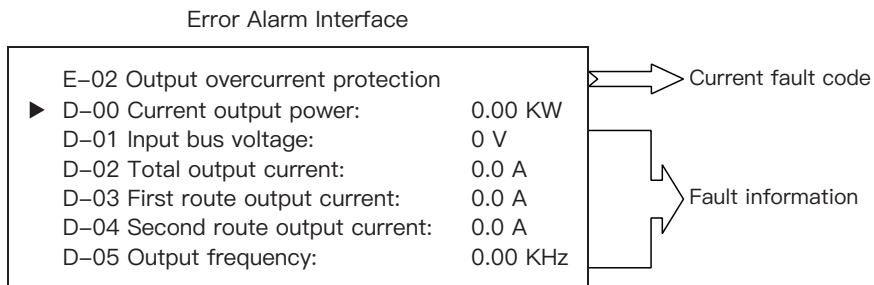 Error Alarm Interface
E-02 Output overcurrent protection
Current fault code
▶ D-00 Current output power: 0.00 KW
D-01 Input bus voltage: 0 V
D-02 Total output current: 0.0 A
D-03 First route output current: 0.0 A
Fault information
D-04 Second route output current: 0.0 A
D-05 Output frequency: 0.00 KHz